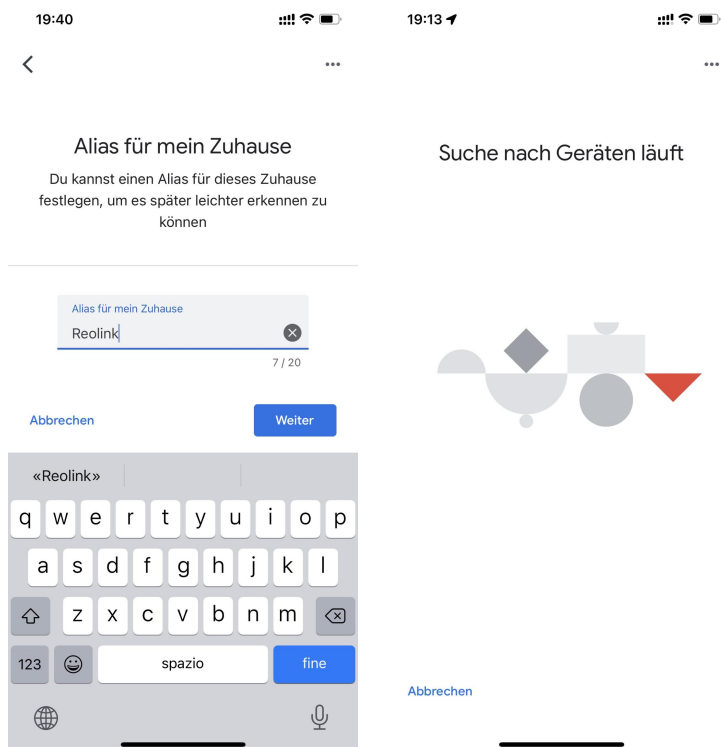 19:40
Alias für mein Zuhause
Du kannst einen Alias für dieses Zuhause
festlegen, um es später leichter erkennen zu
können
Alias für mein Zuhause
Reolink
7 / 20
Abbrechen
Weiter
«Reolink»
q w e r t y u i o p
a s d f g h j k l
z x c v b n m
123
spazio
fine
19:13
Suche nach Geräten läuft
Abbrechen